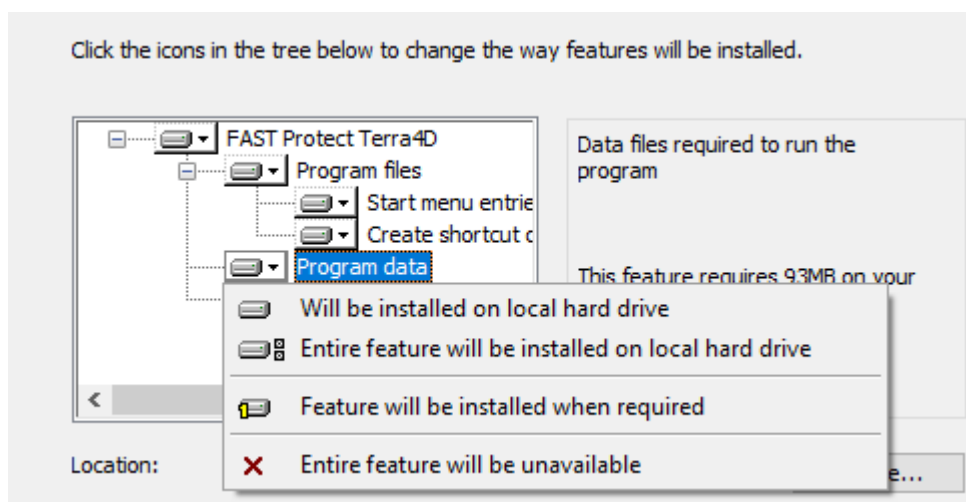 Click the icons in the tree below to change the way features will be installed.
FAST Protect Terra4D
Program files
Start menu entrie
Create shortcut
Program data
Data files required to run the
program
This feature requires 93MB on your
Will be installed on local hard drive
Entire feature will be installed on local hard drive
Feature will be installed when required
Entire feature will be unavailable
Location:
e...